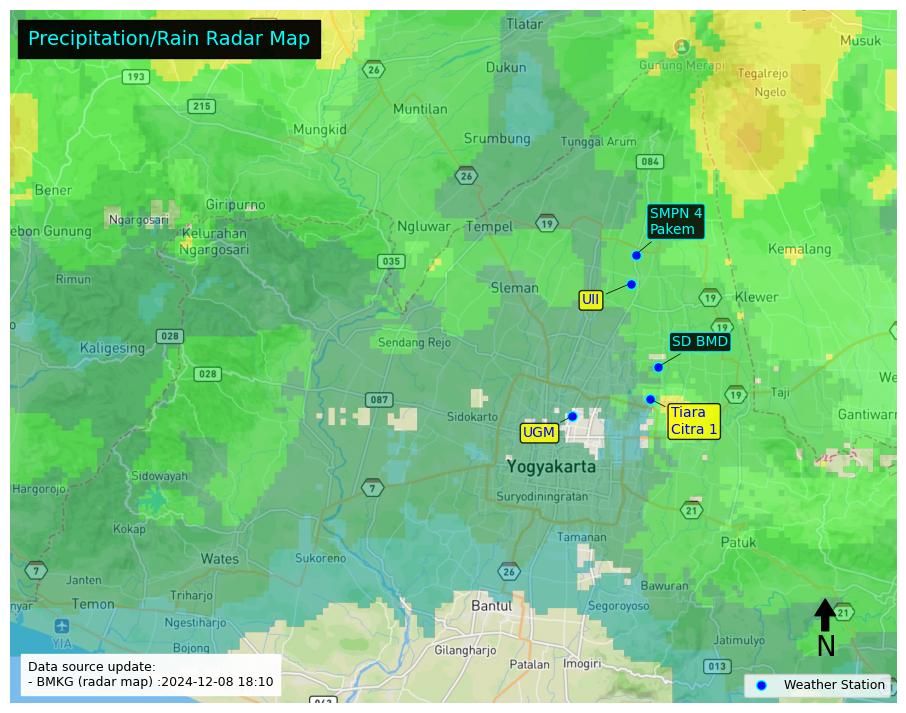 Precipitation/Rain Radar Map
Tlatar
Musuk
26
Gunung Merapi
Dukun
Tegalrejo
193
Ngelo
215
Muntilan
Mungkid
Srumbung
Tunggal Arum
084
26
Bener
Giripurno
SMPN 4
Pakem
Ngargosari
Ngluwar
Tempel
19
ebon Gunung
Kelurahan
Ngargosari
Kemalang
035
Rimun
Sleman
UII
19
Klewer
19
028
Sendang Rejo
SD BMD
Kaligesing
028
19
Taji
087
Sidokarto
Tiara
Citra 1
Gantiwarn
UGM
Yogyakarta
Sidowayah
7
Suryodiningratan
Hargorojo
21
Kokap
Tamanan
Patuk
Wates
Sukoreno
7
26
Janten
Bawuran
Triharjo
nyar
Temon
Bantul
Segoroyoso
21
Ngestiharjo
YIA
Jatimulyo
N
Bojong
Gilangharjo
Patalan
Imogiri
013
Data source update:
- BMKG (radar map) :2024-12-08 18:10
Weather Station